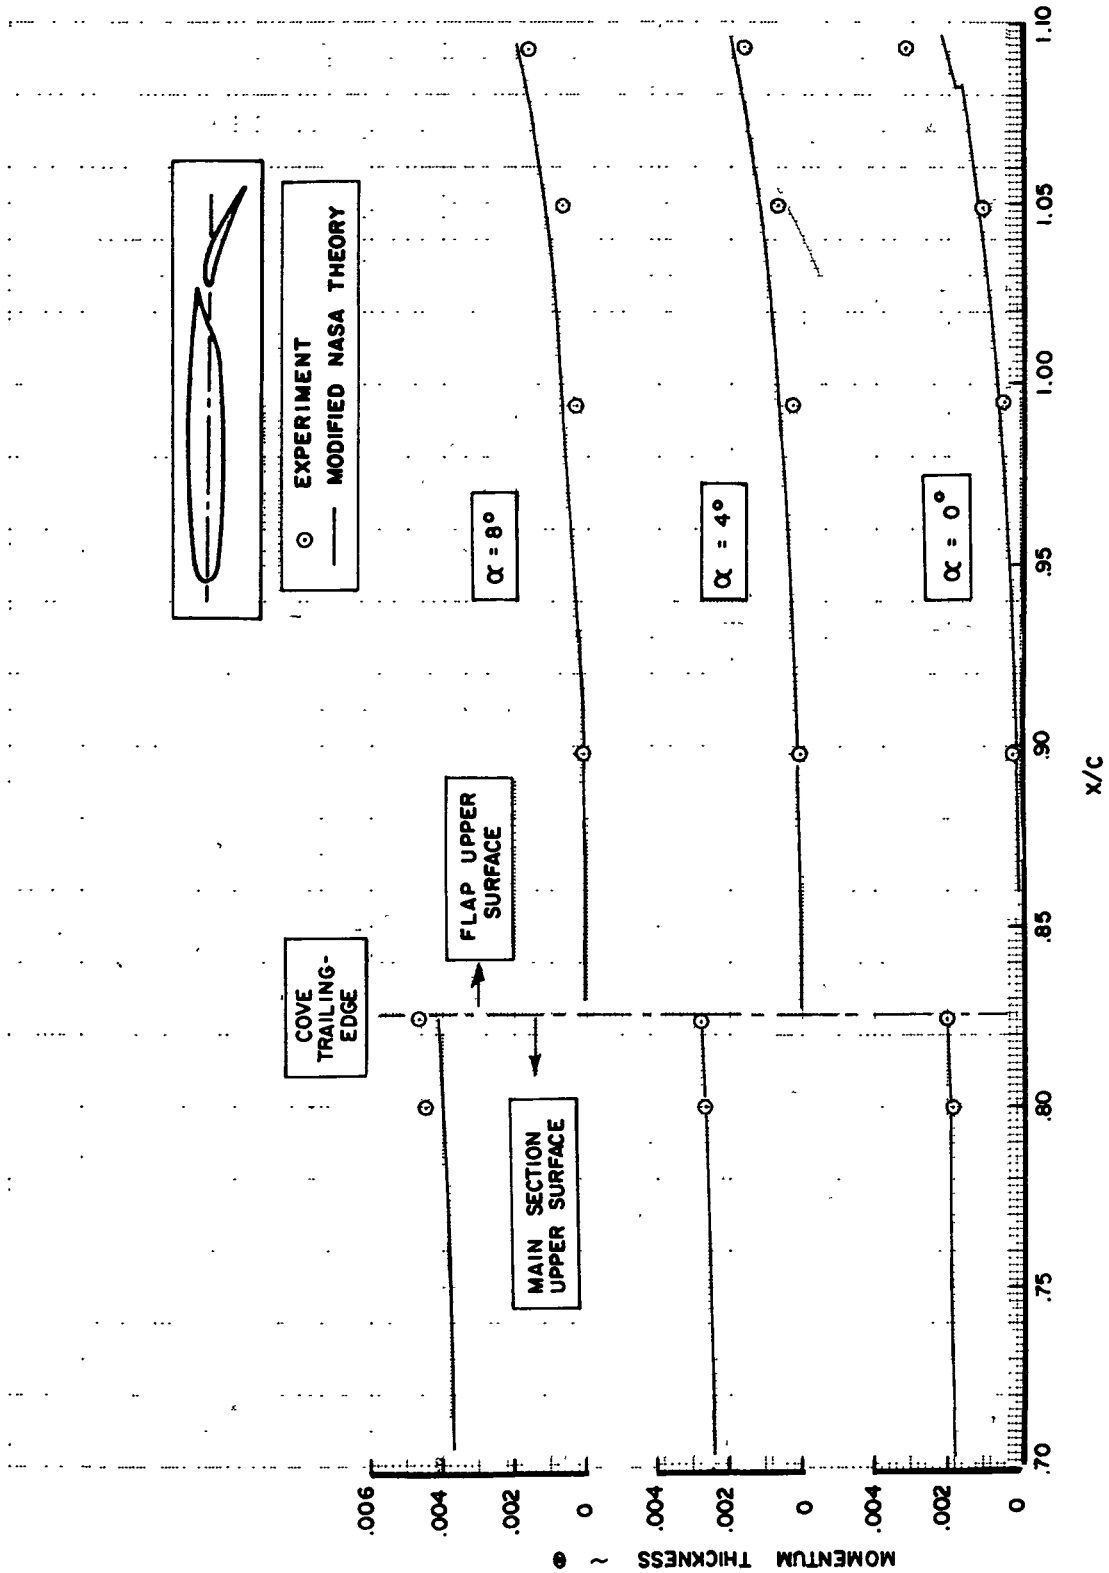 EXPERIMENT
MODIFIED NASA THEORY
COVE
TRAILING-
EDGE
FLAP UPPER
SURFACE
MAIN SECTION
UPPER SURFACE
α = 8°
α = 4°
α = 0°
MOMENTUM THICKNESS ~ θ
.006
.004
.002
0
.004
.002
0
.004
.002
0
.70
.75
.80
.85
.90
.95
1.00
1.05
1.10
X/C